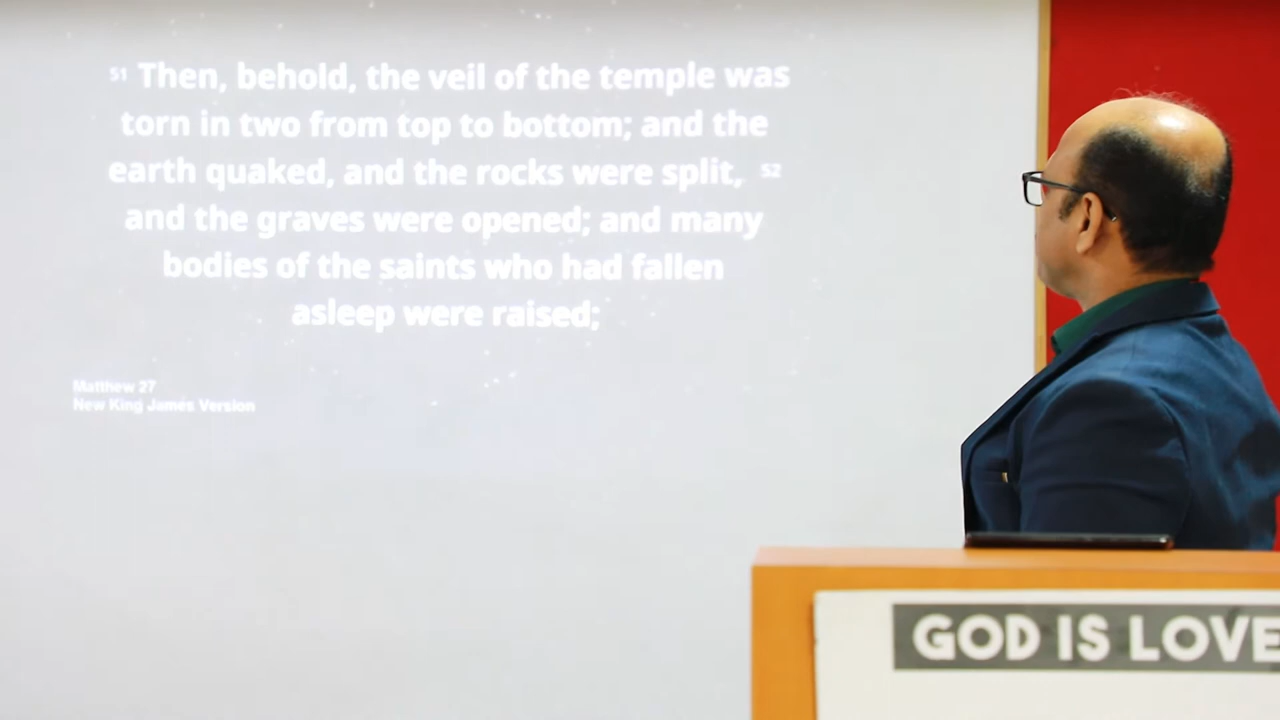 51 Then, behold, the veil of the temple was
torn in two from top to bottom; and the
earth quaked, and the rocks were split, 52
and the graves were opened; and many
bodies of the saints who had fallen
asleep were raised;
Matthew 27
New King James Version
GOD IS LOVE